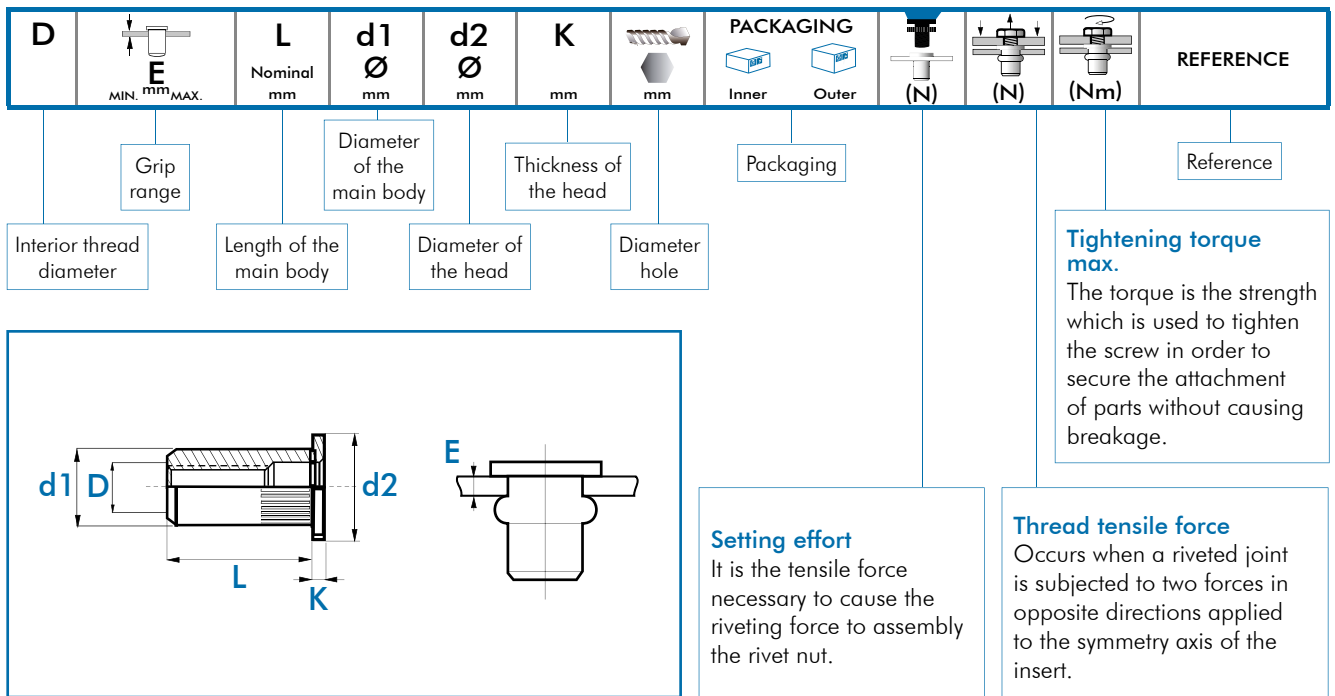 D
E
MIN. mm MAX.
L
Nominal
mm
d1
Ø
mm
d2
Ø
mm
K
mm
mm
PACKAGING
Inner Outer
(N)
(N)
(Nm)
REFERENCE
Grip
range
Diameter
of the
main body
Thickness of
the head
Packaging
Reference
Interior thread
diameter
Length of the
main body
Diameter of
the head
Diameter
hole
Tightening torque
max.
The torque is the strength
which is used to tighten
the screw in order to
secure the attachment
of parts without causing
breakage.
d1
D
d2
L
K
E
Setting effort
It is the tensile force
necessary to cause the
riveting force to assembly
the rivet nut.
Thread tensile force
Occurs when a riveted joint
is subjected to two forces in
opposite directions applied
to the symmetry axis of the
insert.